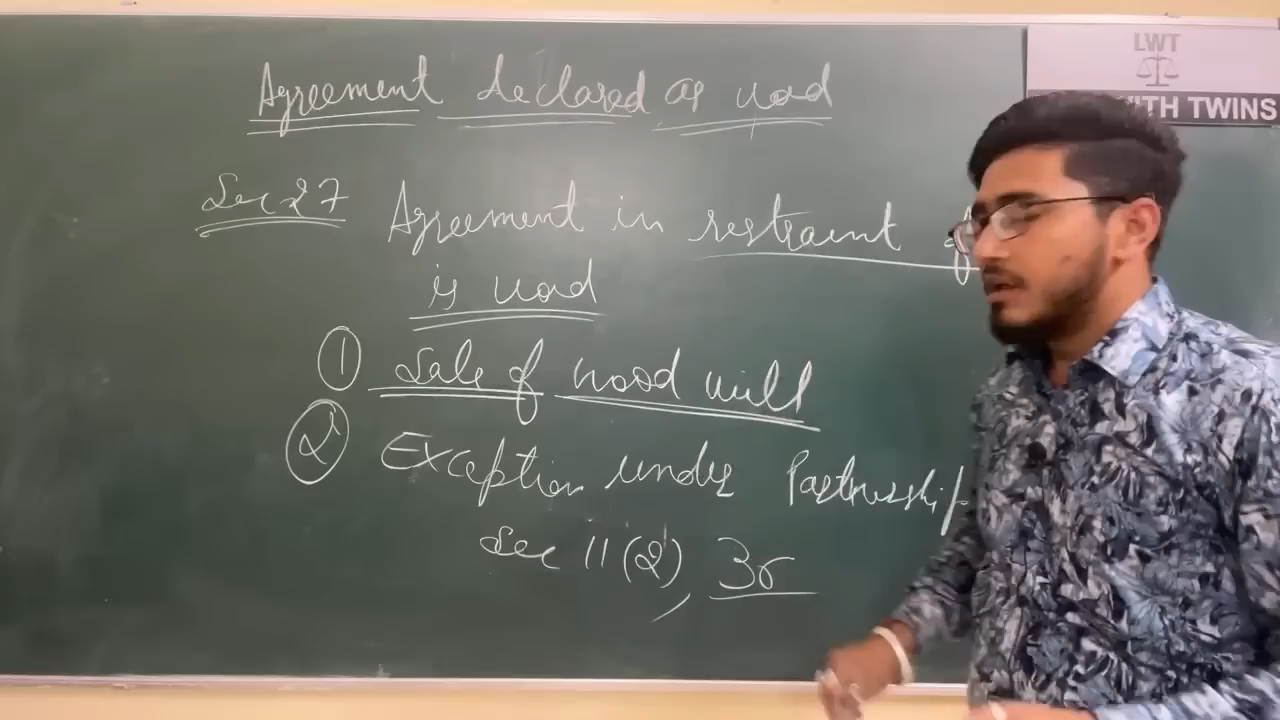 LWT
WITH TWINS
Agreement declared as void
Sec 27 Agreement in restraint of
is void
① Sale of Good will
② Exception under Partnership
Sec 11(2), 36